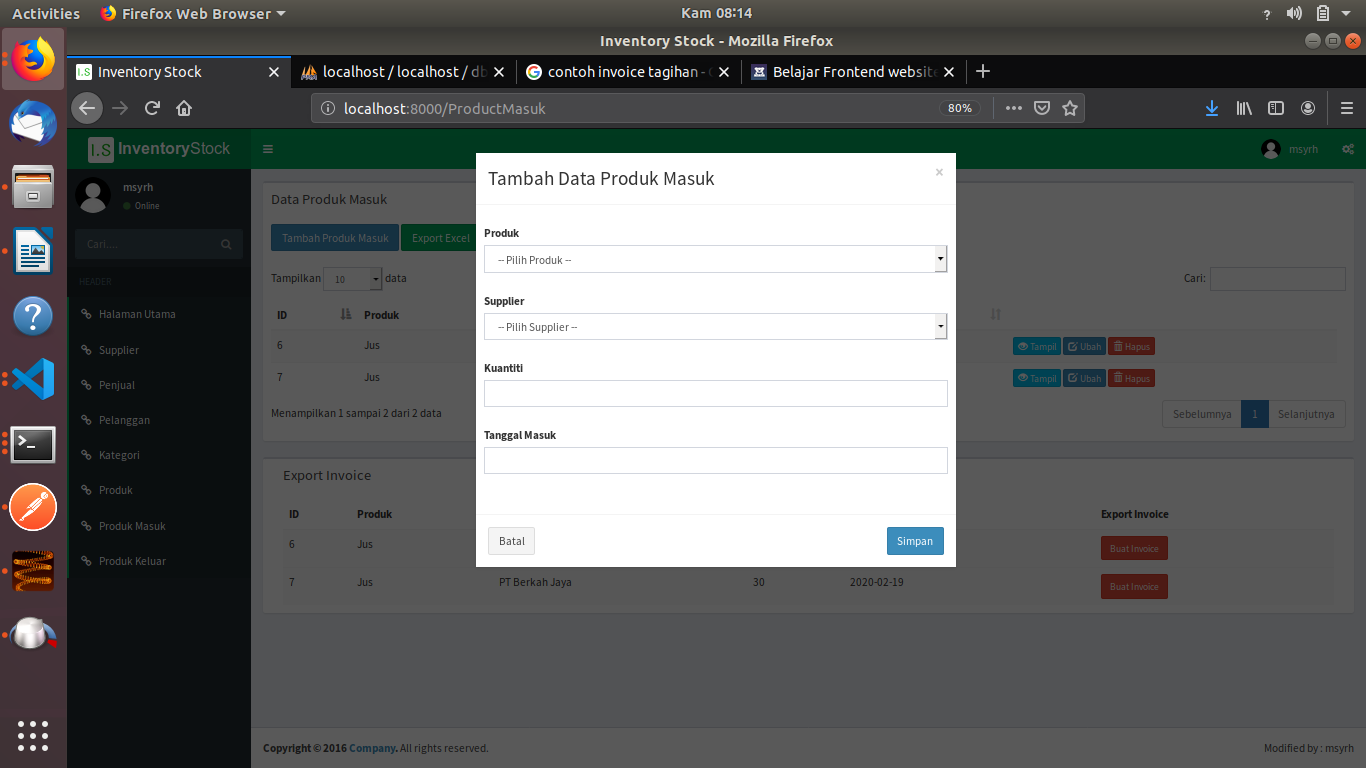 Activities Firefox Web Browser Kam 08:14 ?
Inventory Stock - Mozilla Firefox
I.S Inventory Stock localhost / localhost / db contoh invoice tagihan - Belajar Frontend website
localhost:8000/ProductMasuk 80%
I.S InventoryStock msyrh
msyrh
Online
Cari....
HEADER
Halaman Utama
Supplier
Penjual
Pelanggan
Kategori
Produk
Produk Masuk
Produk Keluar
Data Produk Masuk
Tambah Produk Masuk Export Excel
Tampilkan 10 data Cari:
ID Produk
6 Jus Tampil Ubah Hapus
7 Jus Tampil Ubah Hapus
Menampilkan 1 sampai 2 dari 2 data Sebelumnya 1 Selanjutnya
Tambah Data Produk Masuk ×
Produk
-- Pilih Produk --
Supplier
-- Pilih Supplier --
Kuantiti
Tanggal Masuk
Batal Simpan
Export Invoice
ID Produk Export Invoice
6 Jus Buat Invoice
7 Jus PT Berkah Jaya 30 2020-02-19 Buat Invoice
Copyright © 2016 Company. All rights reserved. Modified by : msyrh